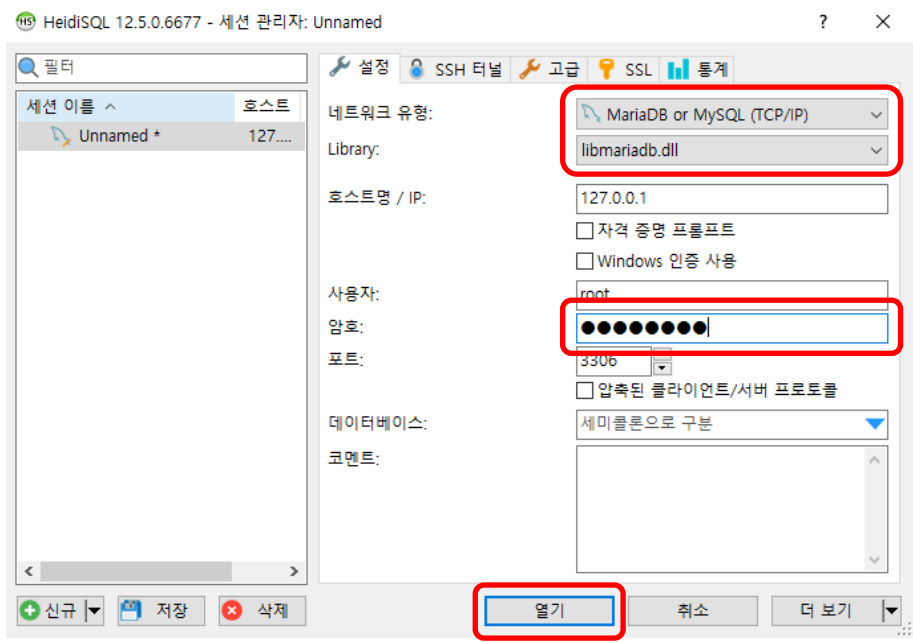 HS HeidiSQL 12.5.0.6677 - 세션 관리자: Unnamed ?
필터
세션 이름 호스트
Unnamed * 127....
설정 SSH 터널 고급 SSL 통계
네트워크 유형: MariaDB or MySQL (TCP/IP)
Library: libmariadb.dll
호스트명 / IP: 127.0.0.1
자격 증명 프롬프트
Windows 인증 사용
사용자: root
암호: ●●●●●●●●
포트: 3306
압축된 클라이언트/서버 프로토콜
데이터베이스: 세미콜론으로 구분
코멘트:
신규 저장 삭제 열기 취소 더 보기